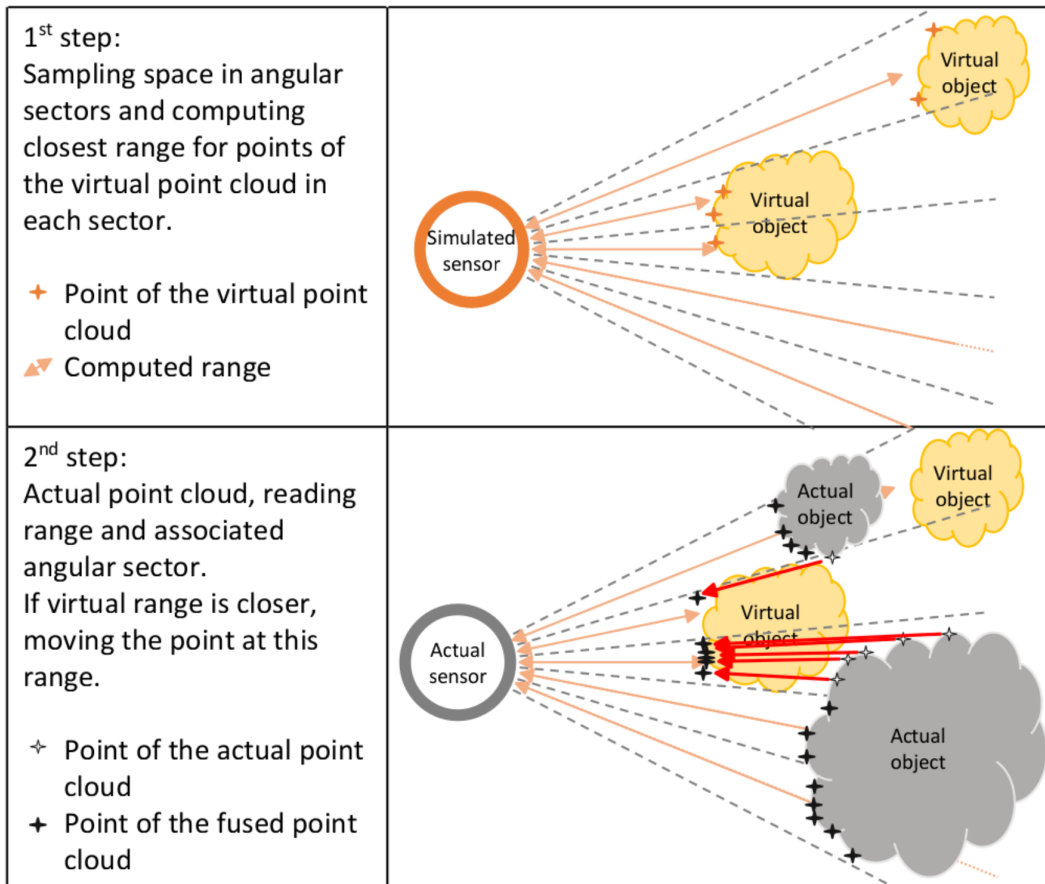 1st step:
Sampling space in angular
sectors and computing
closest range for points of
the virtual point cloud in
each sector.
Point of the virtual point
cloud
Computed range
Simulated
sensor
Virtual
object
Virtual
object
2nd step:
Actual point cloud, reading
range and associated
angular sector.
If virtual range is closer,
moving the point at this
range.
Point of the actual point
cloud
Point of the fused point
cloud
Actual
sensor
Actual
object
Virtual
object
Virtual
object
Actual
object